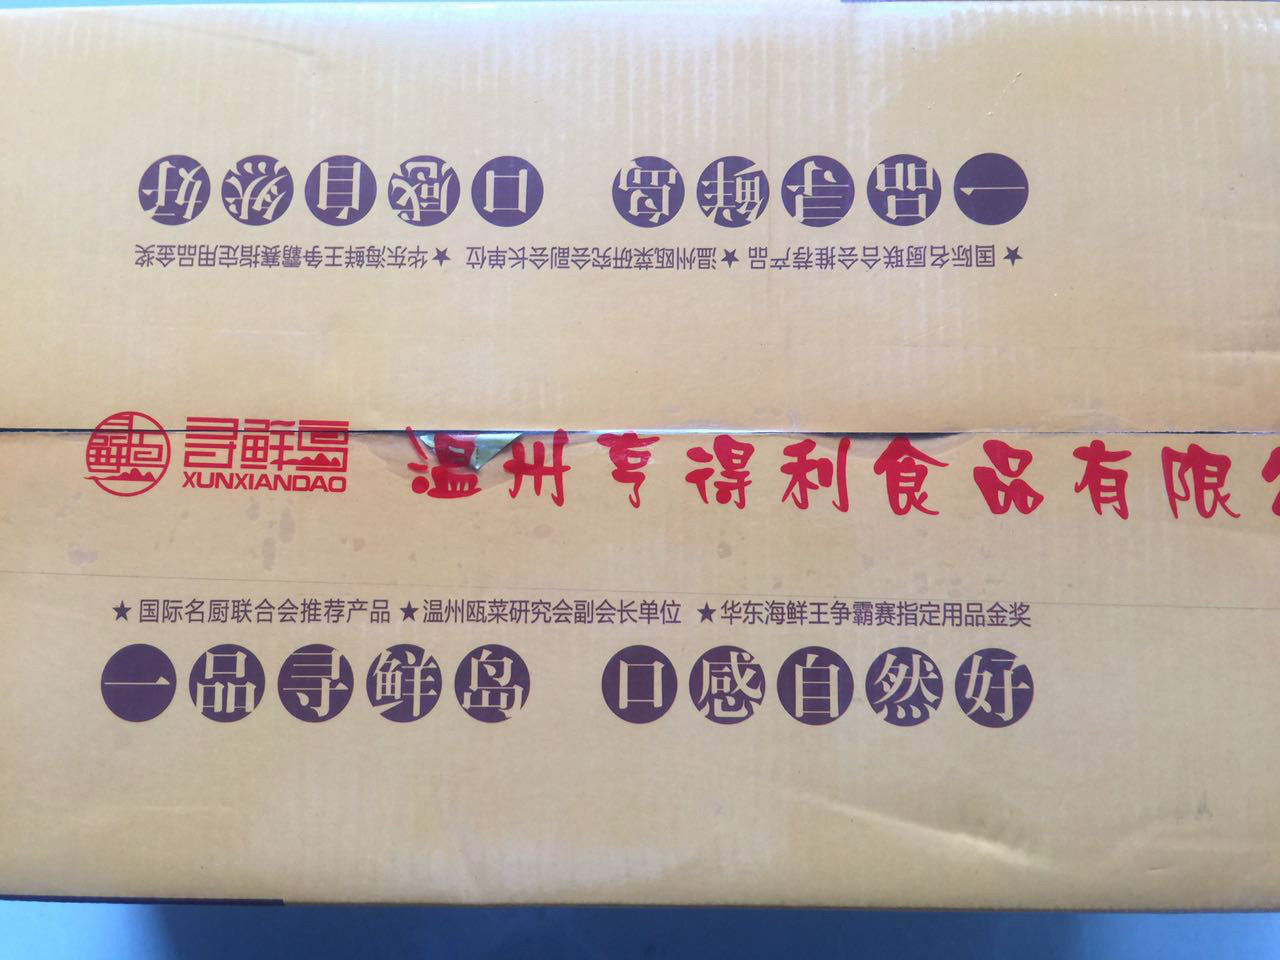 一品寻鲜岛 口感自然好
★国际名厨联合会推荐产品 ★温州瓯菜研究会副会长单位 ★华东海鲜王争霸赛指定用品金奖
寻鲜岛
XUNXIANDAO
温州亨得利食品有限公
★国际名厨联合会推荐产品 ★温州瓯菜研究会副会长单位 ★华东海鲜王争霸赛指定用品金奖
一品寻鲜岛 口感自然好